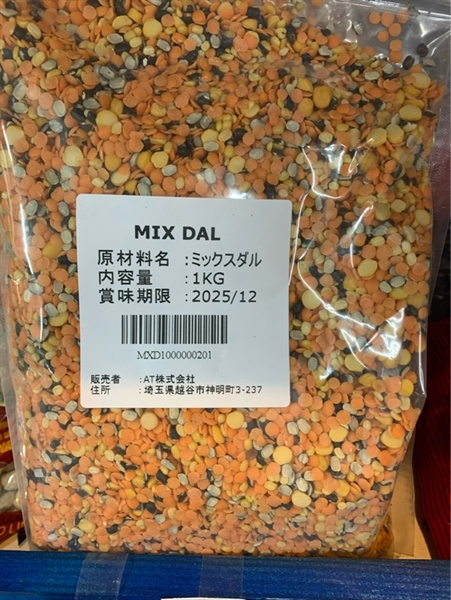 MIX DAL
原材料名 :ミックスダル
内容量 :1KG
賞味期限 :2025/12
MXD1000000201
販売者 :AT株式会社
住所 :埼玉県越谷市神明町3-237